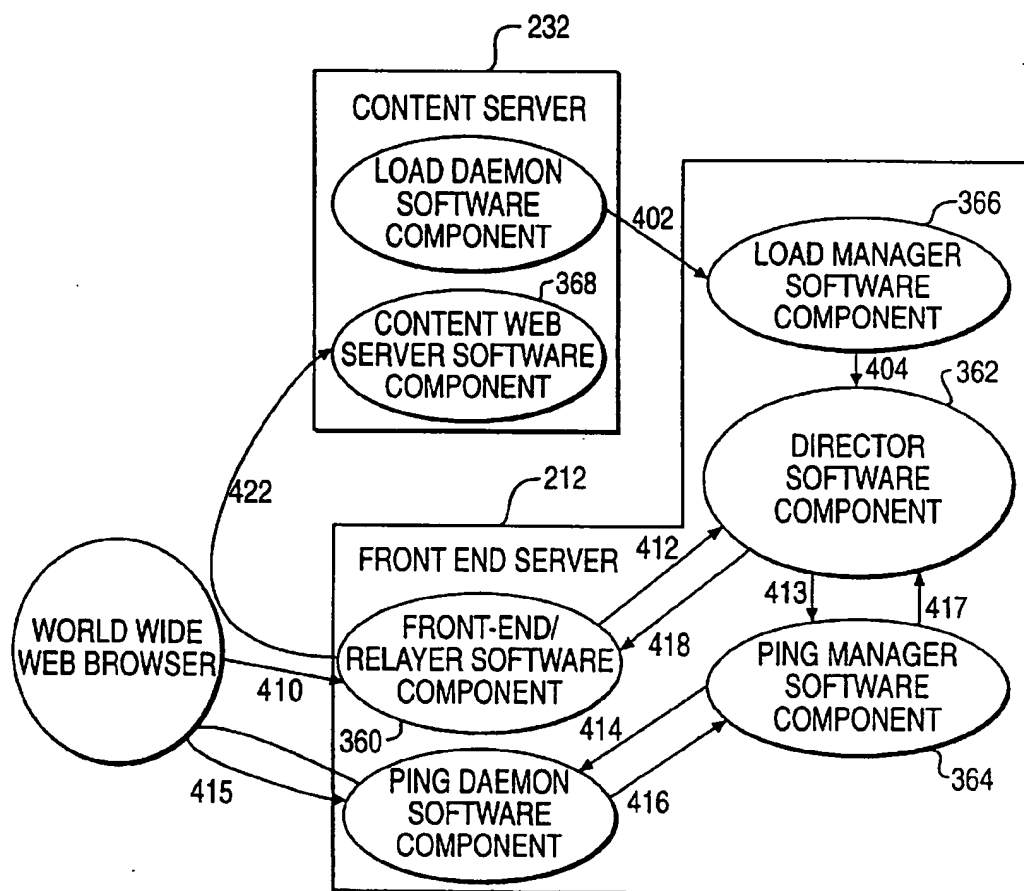 232
CONTENT SERVER
LOAD DAEMON
SOFTWARE
COMPONENT
402
366
LOAD MANAGER
SOFTWARE
COMPONENT
368
CONTENT WEB
SERVER SOFTWARE
COMPONENT
404
362
DIRECTOR
SOFTWARE
COMPONENT
422
212
FRONT END SERVER
412
WORLD WIDE
WEB BROWSER
410
FRONT-END/
RELAYER SOFTWARE
COMPONENT
418
413
417
PING MANAGER
SOFTWARE
COMPONENT
360
414
364
415
PING DAEMON
SOFTWARE
COMPONENT
416